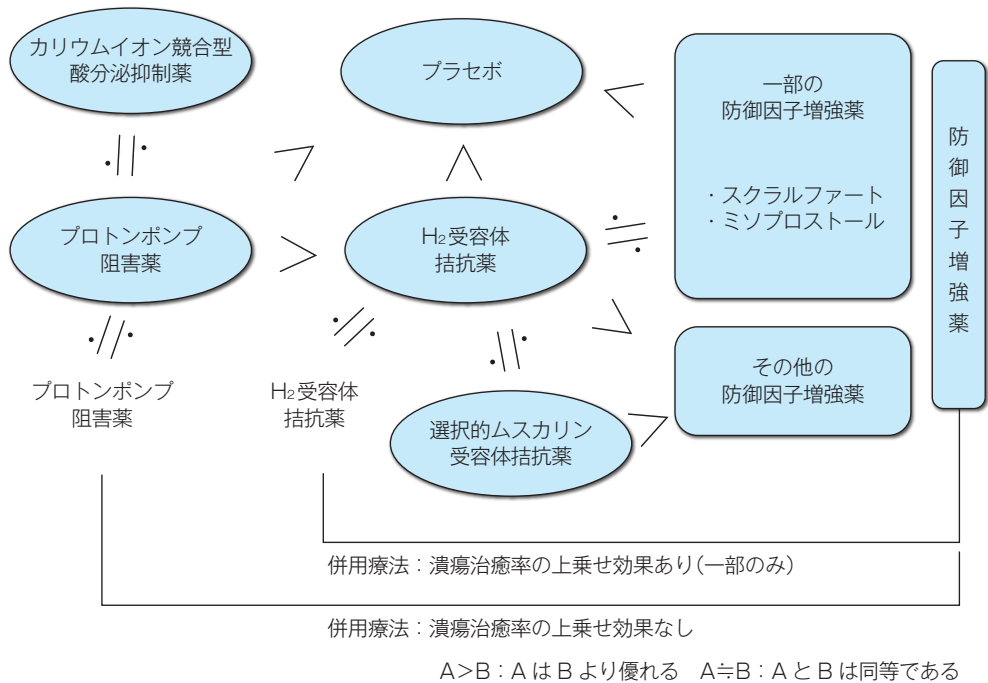 カリウムイオン競合型
酸分泌抑制薬
プラセボ
一部の
防御因子増強薬
・スクラルファート
・ミソプロストール
防御因子増強薬
≒
>
>
>
プロトンポンプ
阻害薬
>
H₂受容体
拮抗薬
≒
≒
≒
≒
>
プロトンポンプ
阻害薬
H₂受容体
拮抗薬
選択的ムスカリン
受容体拮抗薬
>
その他の
防御因子増強薬
併用療法：潰瘍治癒率の上乗せ効果あり（一部のみ）
併用療法：潰瘍治癒率の上乗せ効果なし
A>B：A は B より優れる　A≒B：A と B は同等である